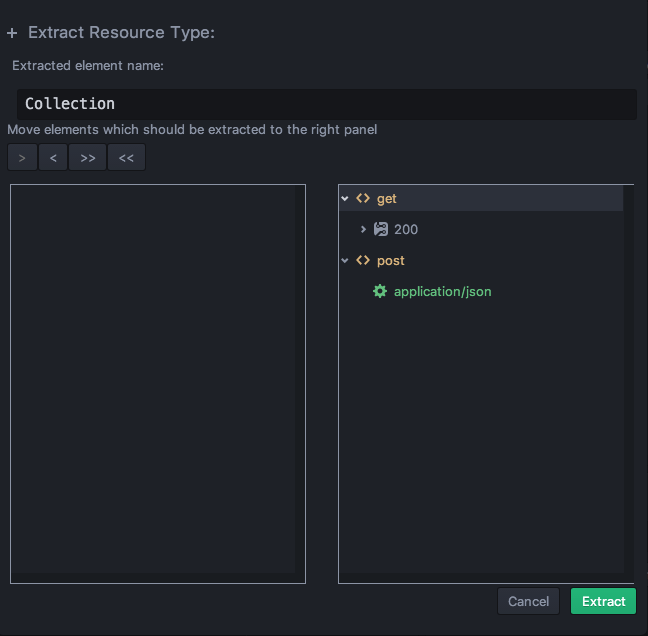 + Extract Resource Type:
Extracted element name:
Collection
Move elements which should be extracted to the right panel
> < >> <<
get
200
post
application/json
Cancel Extract